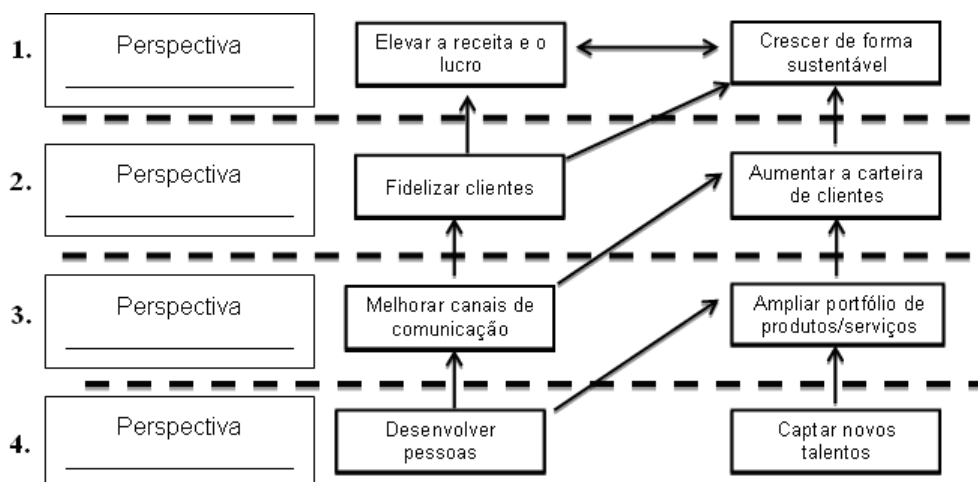 1.
Perspectiva
Elevar a receita e o
lucro
Crescer de forma
sustentável
2.
Perspectiva
Fidelizar clientes
Aumentar a carteira
de clientes
3.
Perspectiva
Melhorar canais de
comunicação
Ampliar portfólio de
produtos/serviços
4.
Perspectiva
Desenvolver
pessoas
Captar novos
talentos